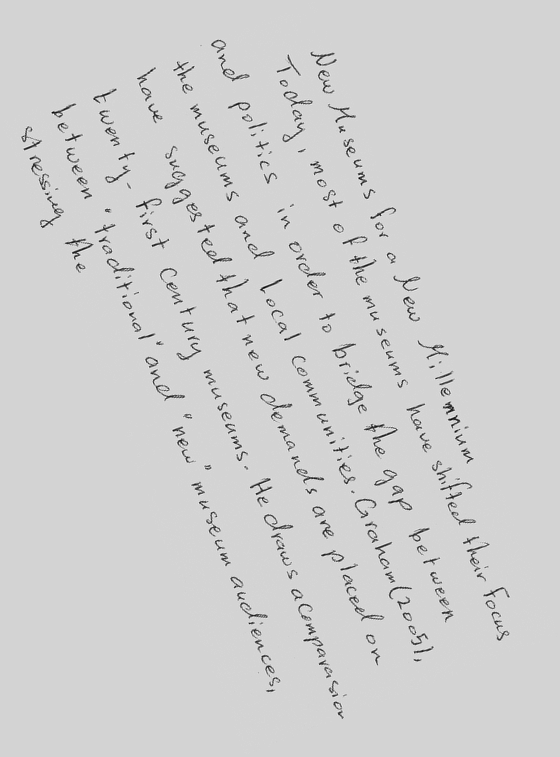 New Museums for a New Millemnium
Today, most of the museums have shifted their focus
and politics in order to bridge the gap between
the museums and local communities. Graham (2005),
have suggested that new demands are placed on
twenty-first century museums. He draws a comparasion
between "traditional" and "new" museum audiences,
stressing the